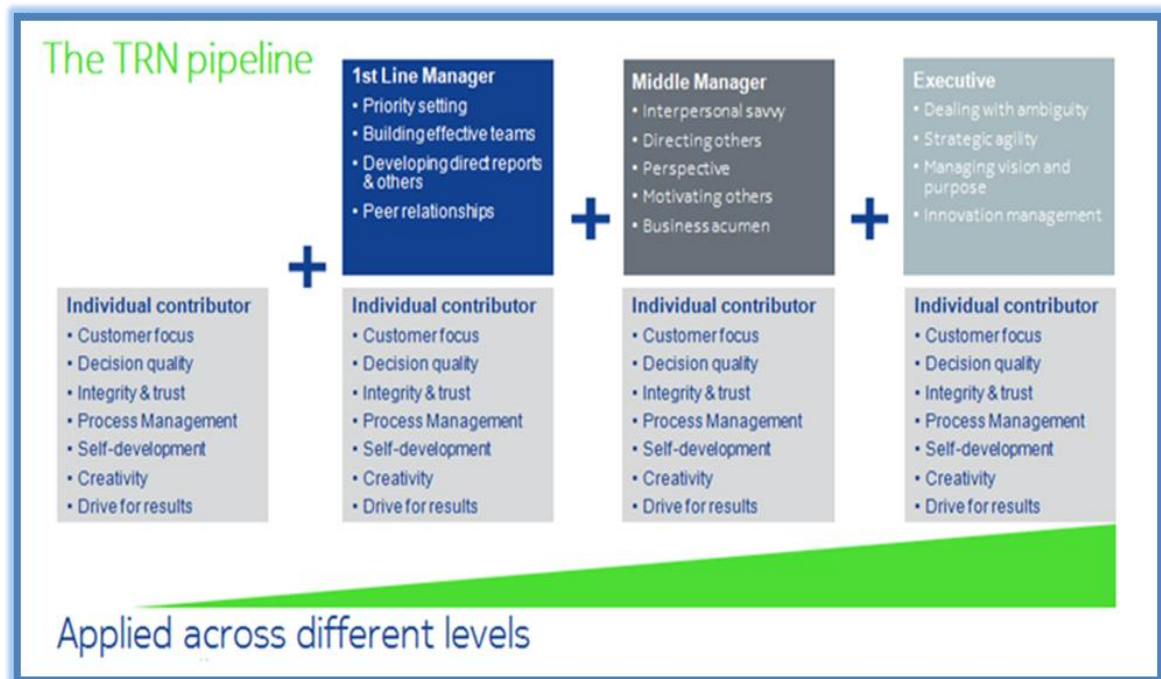 The TRN pipeline
1st Line Manager
• Priority setting
• Building effective teams
• Developing direct reports
& others
• Peer relationships
+
Middle Manager
• Interpersonal savvy
• Directing others
• Perspective
• Motivating others
• Business acumen
+
Executive
• Dealing with ambiguity
• Strategic agility
• Managing vision and
purpose
• Innovation management
+
Individual contributor
• Customer focus
• Decision quality
• Integrity & trust
• Process Management
• Self-development
• Creativity
• Drive for results
Individual contributor
• Customer focus
• Decision quality
• Integrity & trust
• Process Management
• Self-development
• Creativity
• Drive for results
Individual contributor
• Customer focus
• Decision quality
• Integrity & trust
• Process Management
• Self-development
• Creativity
• Drive for results
Individual contributor
• Customer focus
• Decision quality
• Integrity & trust
• Process Management
• Self-development
• Creativity
• Drive for results
Applied across different levels